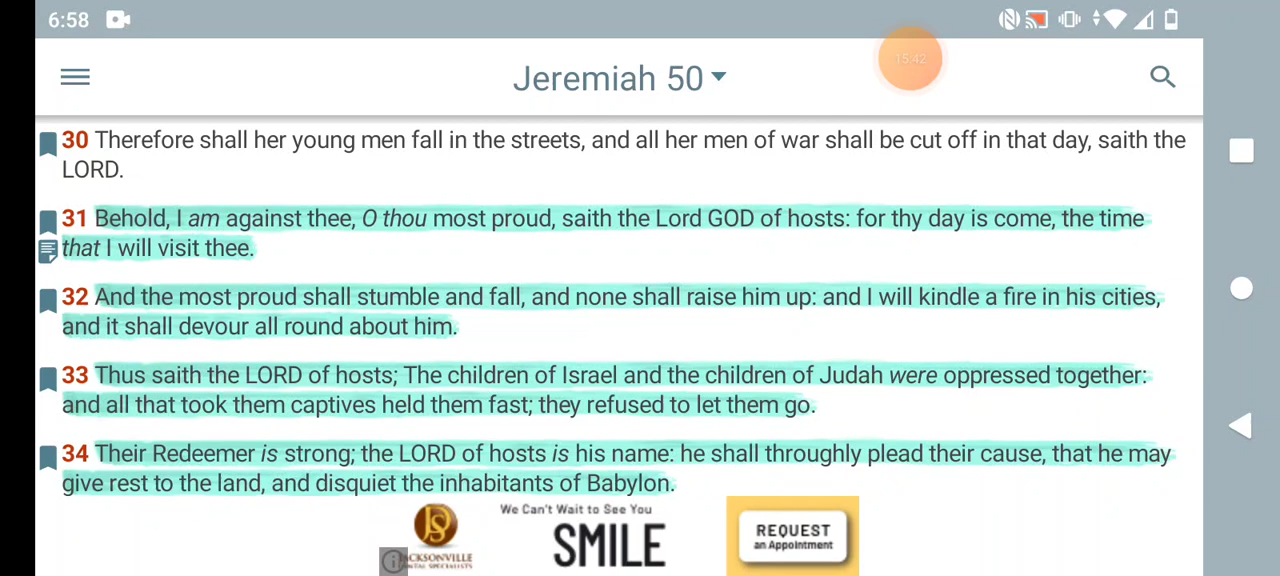 6:58
15:42
Jeremiah 50
30 Therefore shall her young men fall in the streets, and all her men of war shall be cut off in that day, saith the
LORD.
31 Behold, I am against thee, O thou most proud, saith the Lord GOD of hosts: for thy day is come, the time
that I will visit thee.
32 And the most proud shall stumble and fall, and none shall raise him up: and I will kindle a fire in his cities,
and it shall devour all round about him.
33 Thus saith the LORD of hosts; The children of Israel and the children of Judah were oppressed together:
and all that took them captives held them fast; they refused to let them go.
34 Their Redeemer is strong; the LORD of hosts is his name: he shall throughly plead their cause, that he may
give rest to the land, and disquiet the inhabitants of Babylon.
We Can't Wait to See You
SMILE
JS
JACKSONVILLE
SPECIALISTS
REQUEST
an Appointment